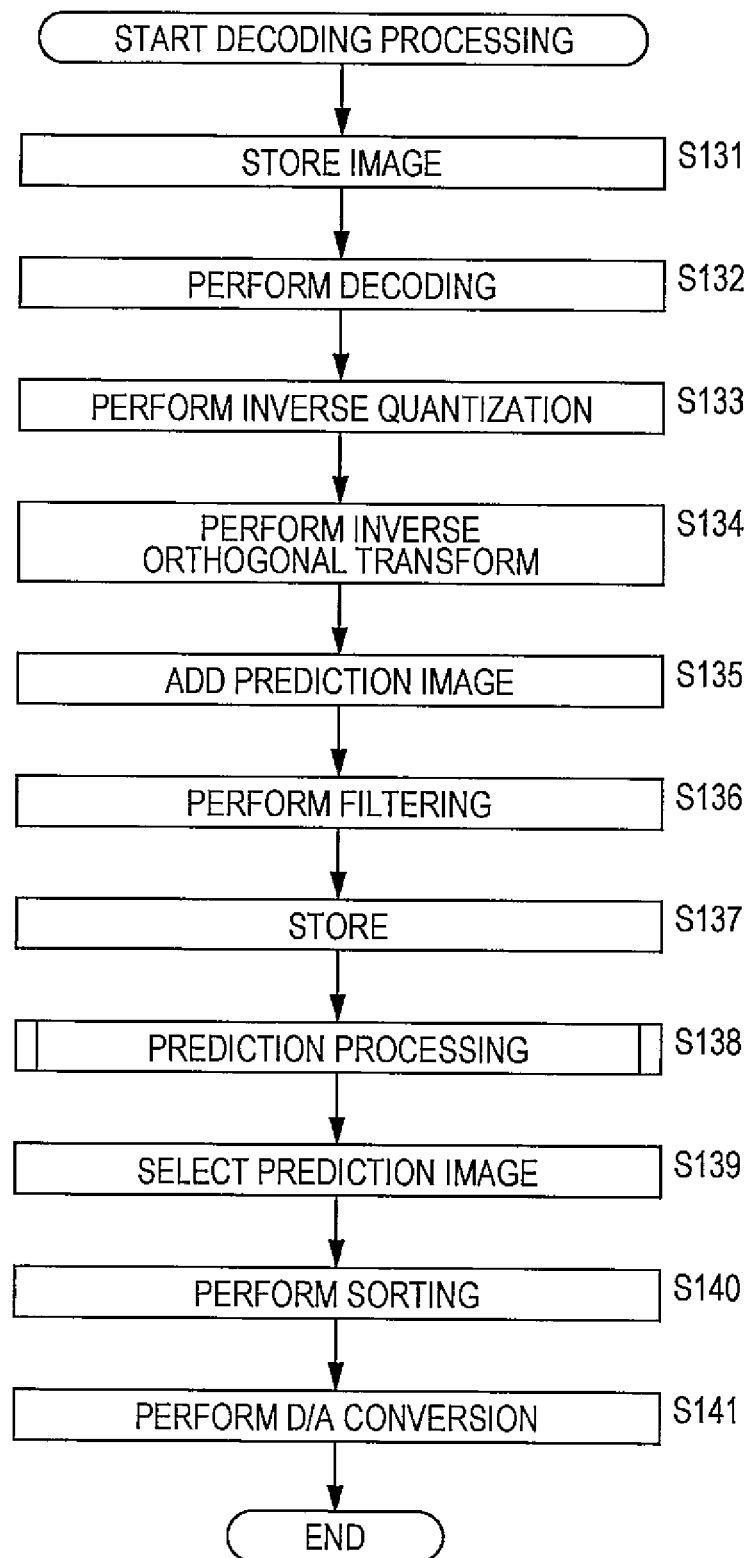 START DECODING PROCESSING
STORE IMAGE
S131
PERFORM DECODING
S132
PERFORM INVERSE QUANTIZATION
S133
PERFORM INVERSE
ORTHOGONAL TRANSFORM
S134
ADD PREDICTION IMAGE
S135
PERFORM FILTERING
S136
STORE
S137
PREDICTION PROCESSING
S138
SELECT PREDICTION IMAGE
S139
PERFORM SORTING
S140
PERFORM D/A CONVERSION
S141
END